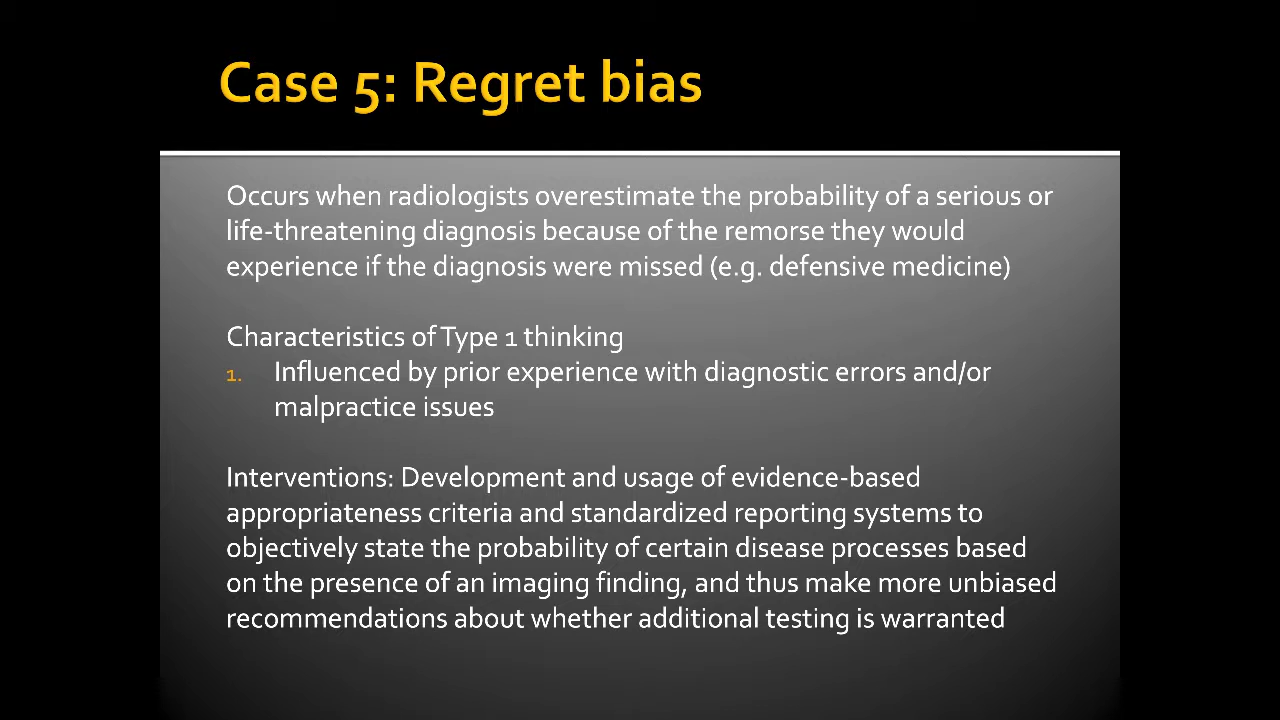 Case 5: Regret bias
Occurs when radiologists overestimate the probability of a serious or
life-threatening diagnosis because of the remorse they would
experience if the diagnosis were missed (e.g. defensive medicine)
Characteristics of Type 1 thinking
1. Influenced by prior experience with diagnostic errors and/or
malpractice issues
Interventions: Development and usage of evidence-based
appropriateness criteria and standardized reporting systems to
objectively state the probability of certain disease processes based
on the presence of an imaging finding, and thus make more unbiased
recommendations about whether additional testing is warranted